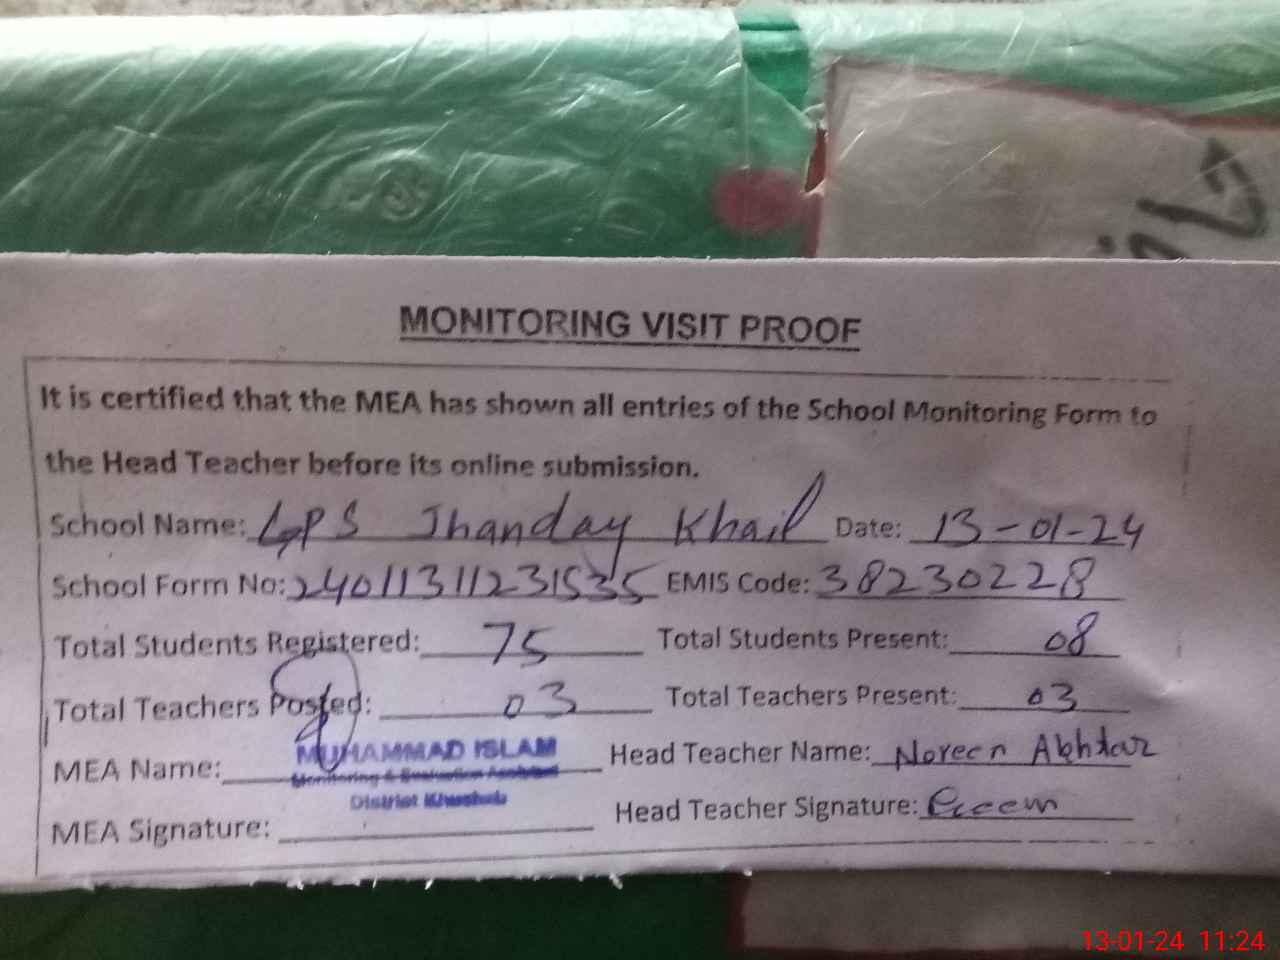 MONITORING VISIT PROOF
It is certified that the MEA has shown all entries of the School Monitoring Form to
the Head Teacher before its online submission.
School Name: GPS Jhanday Khail Date: 13-01-24
School Form No: 24011311231535 EMIS Code: 38230228
Total Students Registered: 75 Total Students Present: 08
Total Teachers Posted: 03 Total Teachers Present: 03
MEA Name: MUHAMMAD ISLAM Head Teacher Name: Noreen Akhtar
Monitoring & Evaluation Assistant
District Khushab
MEA Signature: Head Teacher Signature:
13-01-24 11:24